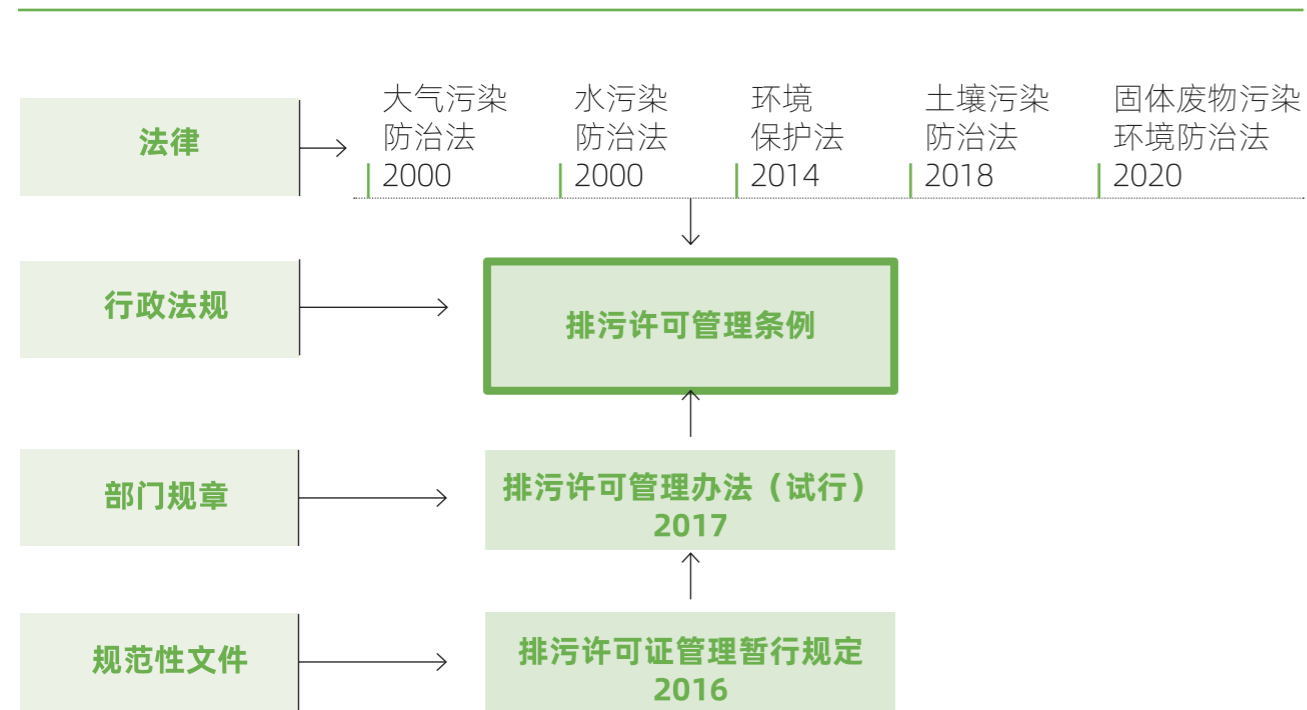 法律
大气污染
防治法
2000
水污染
防治法
2000
环境
保护法
2014
土壤污染
防治法
2018
固体废物污染
环境防治法
2020
行政法规
排污许可管理条例
部门规章
排污许可管理办法（试行）
2017
规范性文件
排污许可证管理暂行规定
2016